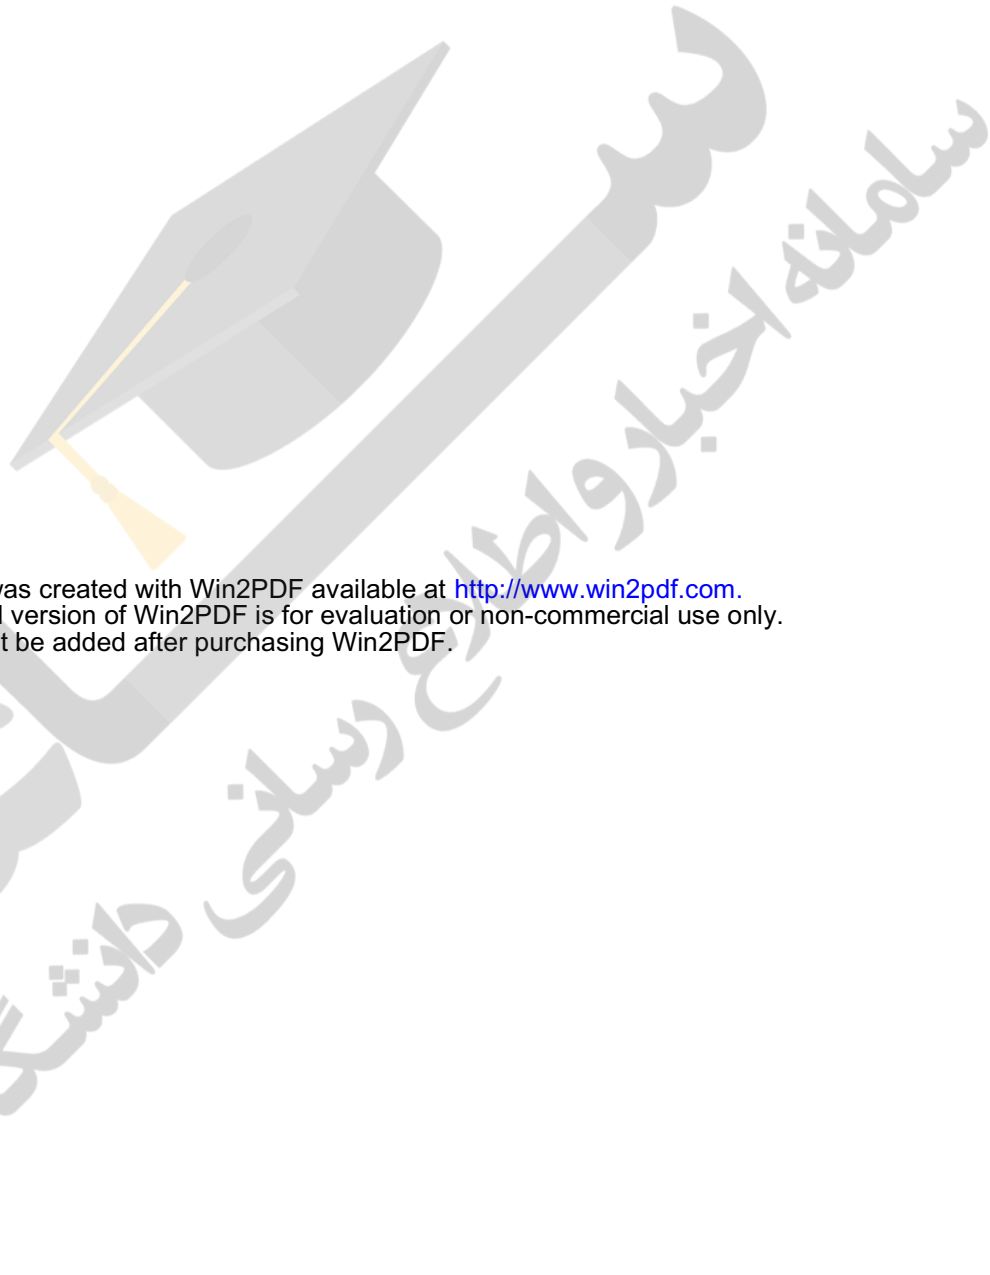 as created with Win2PDF available at http://www.win2pdf.com.
version of Win2PDF is for evaluation or non-commercial use only.
t be added after purchasing Win2PDF.
سامانه اخبار و اطلاع رسانی دانشگ